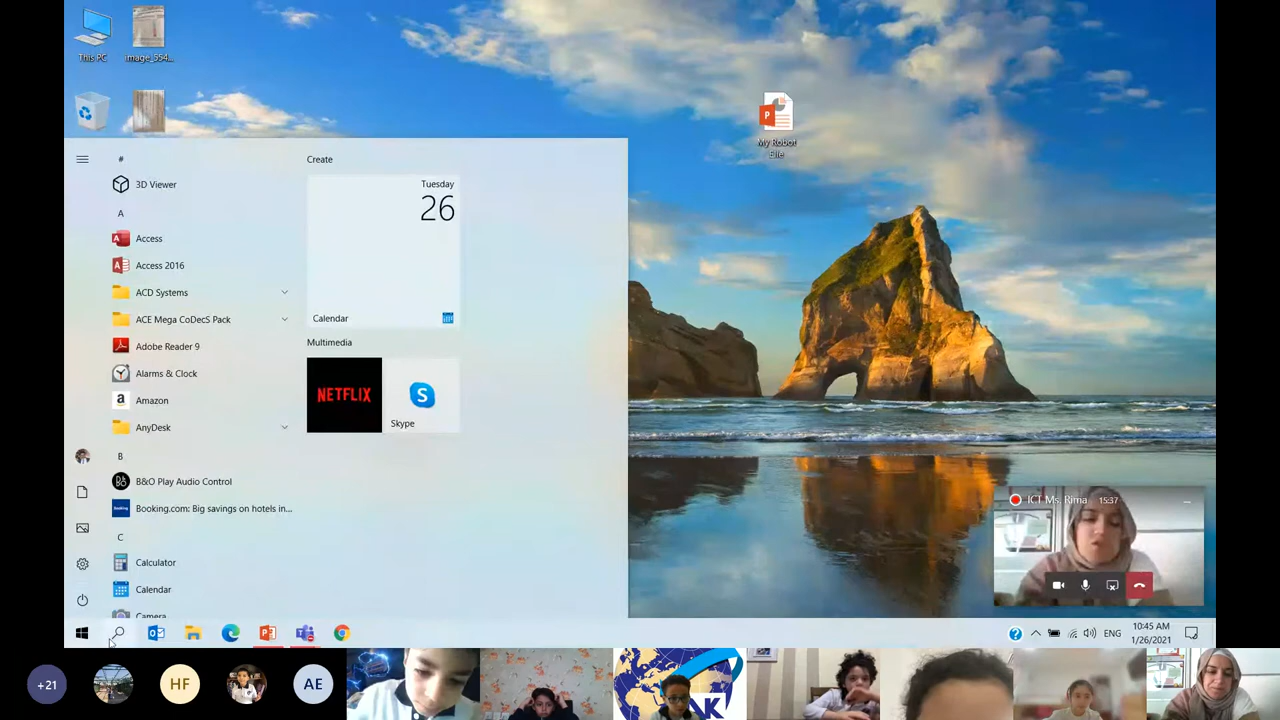 This PC
image_554...
My Robot
Elle
#
3D Viewer
A
Access
Access 2016
ACD Systems
ACE Mega CoDecS Pack
Adobe Reader 9
Alarms & Clock
Amazon
AnyDesk
B
B&O Play Audio Control
Booking.com: Big savings on hotels in...
C
Calculator
Calendar
Camera
Create
Tuesday
26
Calendar
Multimedia
NETFLIX
S
Skype
ICT Ms. Rima 15:37
ENG
10:45 AM
1/26/2021
+21
HF
AE
AK